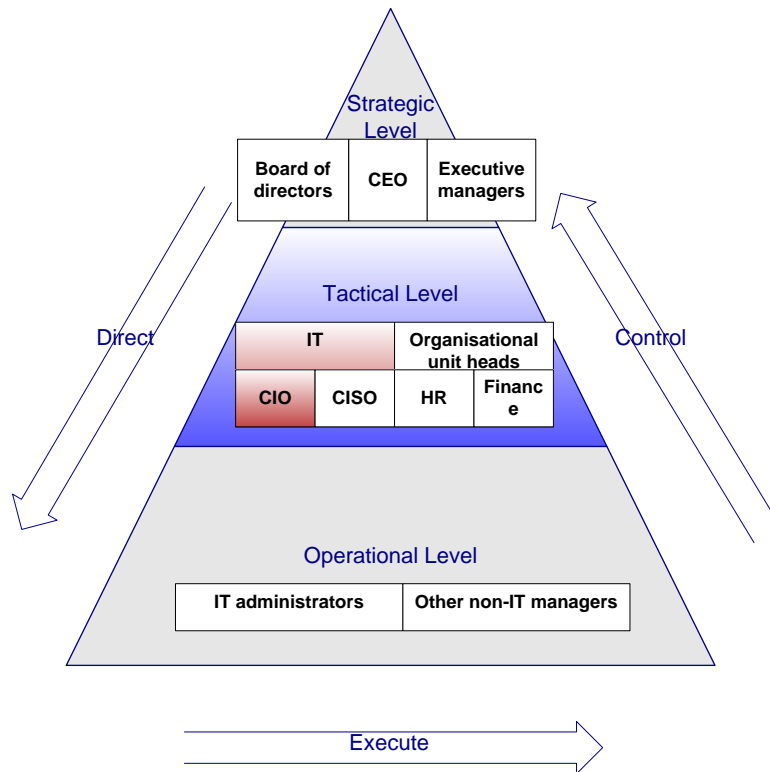 Strategic
Level
Board of
directors
CEO
Executive
managers
Tactical Level
Direct
Control
IT
Organisational
unit heads
CIO
CISO
HR
Financ
e
Operational Level
IT administrators
Other non-IT managers
Execute